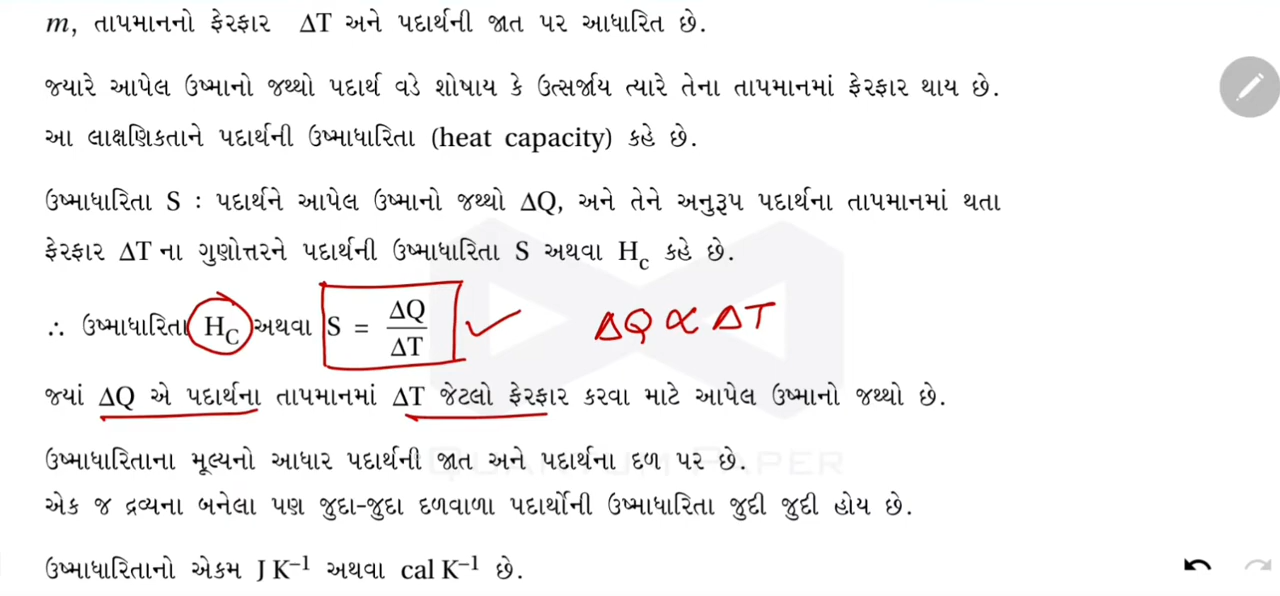 m, તાપમાનનો ફેરફાર ΔT અને પદાર્થની જાત પર આધારિત છે.
જ્યારે આપેલ ઉષ્માનો જથ્થો પદાર્થ વડે શોષાય કે ઉત્સર્જાય ત્યારે તેના તાપમાનમાં ફેરફાર થાય છે.
આ લાક્ષણિકતાને પદાર્થની ઉષ્માધારિતા (heat capacity) કહે છે.
ઉષ્માધારિતા S : પદાર્થને આપેલ ઉષ્માનો જથ્થો ΔQ, અને તેને અનુરૂપ પદાર્થના તાપમાનમાં થતા
ફેરફાર ΔT ના ગુણોત્તરને પદાર્થની ઉષ્માધારિતા S અથવા H_c કહે છે.
∴ ઉષ્માધારિતા H_C અથવા S = ΔQ/ΔT ✓ ΔQ ∝ ΔT
જ્યાં ΔQ એ પદાર્થના તાપમાનમાં ΔT જેટલો ફેરફાર કરવા માટે આપેલ ઉષ્માનો જથ્થો છે.
ઉષ્માધારિતાના મૂલ્યનો આધાર પદાર્થની જાત અને પદાર્થના દળ પર છે.
QUANTUM PAPER
એક જ દ્રવ્યના બનેલા પણ જુદા-જુદા દળવાળા પદાર્થોની ઉષ્માધારિતા જુદી જુદી હોય છે.
ઉષ્માધારિતાનો એકમ J K⁻¹ અથવા cal K⁻¹ છે.